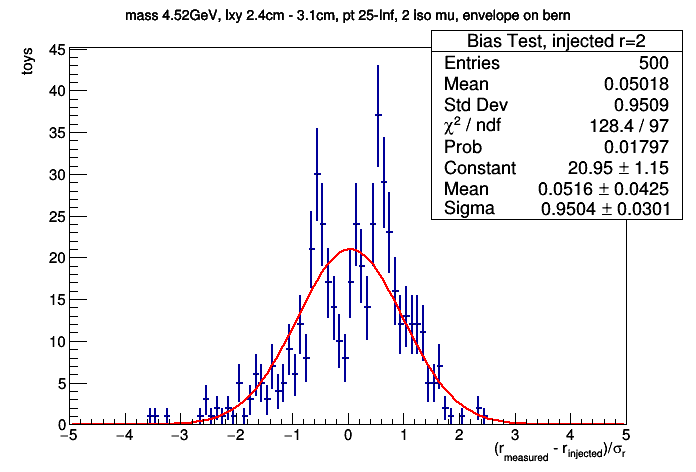 mass 4.52GeV, lxy 2.4cm - 3.1cm, pt 25-Inf, 2 Iso mu, envelope on bern
Bias Test, injected r=2
Entries 500
Mean 0.05018
Std Dev 0.9509
χ² / ndf 128.4 / 97
Prob 0.01797
Constant 20.95 ± 1.15
Mean 0.0516 ± 0.0425
Sigma 0.9504 ± 0.0301
toys
45
40
35
30
25
20
15
10
5
0
−5 −4 −3 −2 −1 0 1 2 3 4 5
(r_measured - r_injected)/σ_r